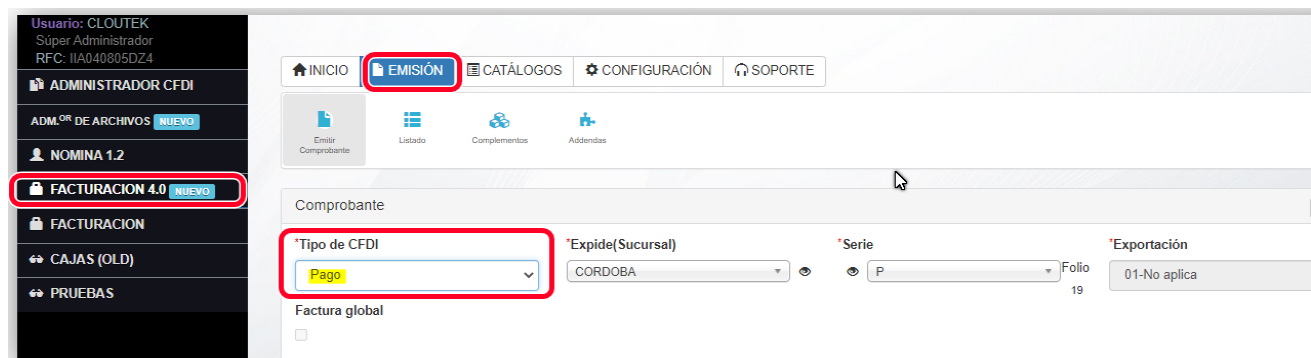 Usuario: CLOUTEK
Súper Administrador
RFC: IIA040805DZ4
ADMINISTRADOR CFDI
ADM.OR DE ARCHIVOS NUEVO
NOMINA 1.2
FACTURACION 4.0 NUEVO
FACTURACION
CAJAS (OLD)
PRUEBAS
INICIO EMISIÓN CATÁLOGOS CONFIGURACIÓN SOPORTE
Emitir Comprobante
Listado
Complementos
Addendas
Comprobante
*Tipo de CFDI *Expide(Sucursal) *Serie *Exportación
Pago CORDOBA P Folio 01-No aplica
19
Factura global